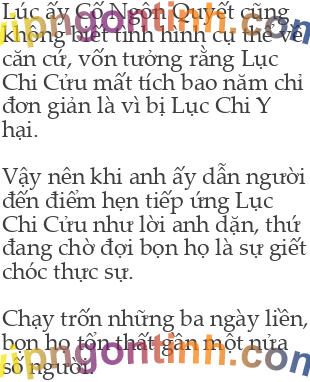 Lúc ấy Cố Ngôn Quyết cũng
không biết tình hình cụ thể về
căn cứ, vốn tưởng rằng Lục
Chi Cửu mất tích bao năm chỉ
đơn giản là vì bị Lục Chi Y
hại.
Vậy nên khi anh ấy dẫn người
đến điểm hẹn tiếp ứng Lục
Chi Cửu như lời anh dặn, thứ
đang chờ đợi bọn họ là sự giết
chóc thực sự.
Chạy trốn những ba ngày liền,
bọn họ tổn thất gần một nửa
số người.
vipngontinh.com
vipngontinh.com